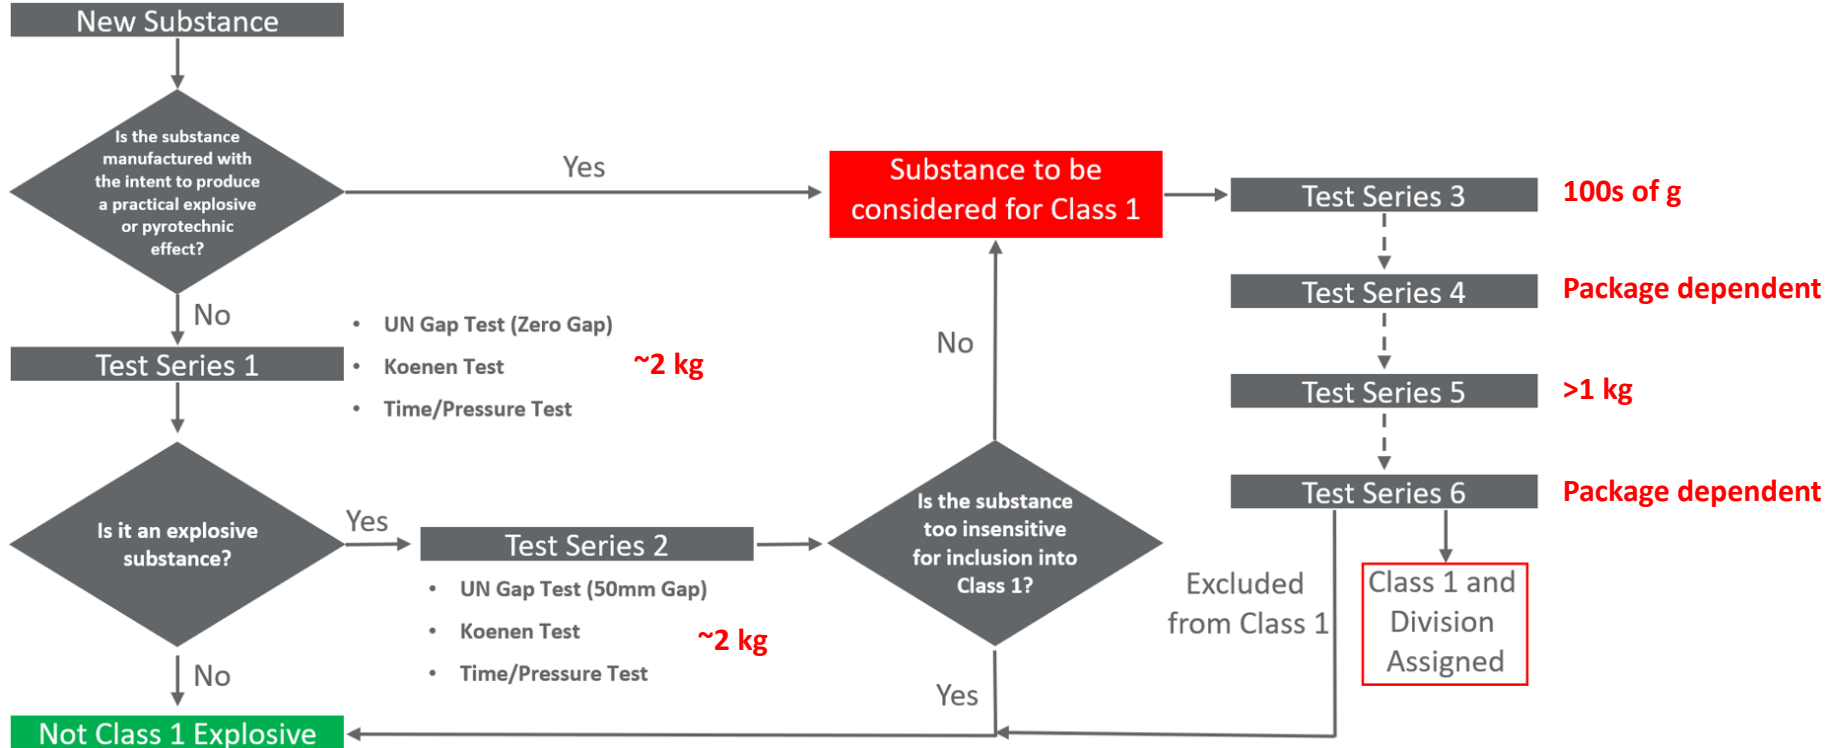 New Substance
Is the substance
manufactured with
the intent to produce
a practical explosive
or pyrotechnic
effect?
Yes
Substance to be
considered for Class 1
Test Series 3
100s of g
Test Series 4
Package dependent
Test Series 5
>1 kg
Test Series 6
Package dependent
No
Test Series 1
• UN Gap Test (Zero Gap)
• Koenen Test
• Time/Pressure Test
~2 kg
No
Is it an explosive
substance?
Yes
Test Series 2
• UN Gap Test (50mm Gap)
• Koenen Test
• Time/Pressure Test
~2 kg
Is the substance
too insensitive
for inclusion into
Class 1?
Excluded
from Class 1
Class 1 and
Division
Assigned
No
Yes
Not Class 1 Explosive